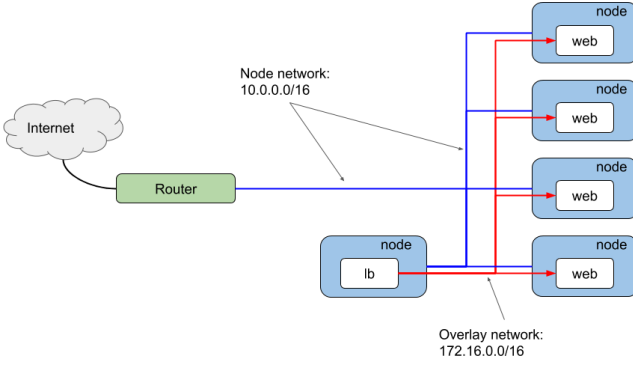 node
web
Node network:
10.0.0.0/16
node
web
Internet
node
web
Router
node
lb
node
web
Overlay network:
172.16.0.0/16